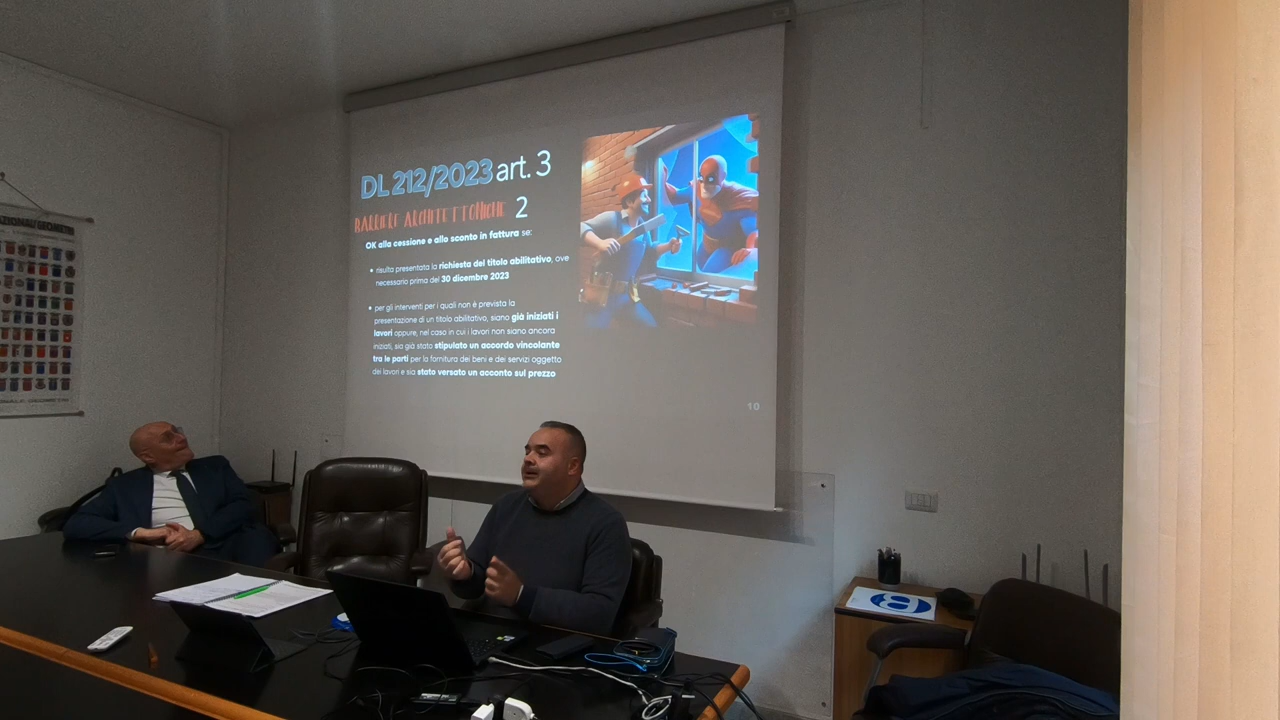 DL 212/2023 art. 3
BARRIERE ARCHITETTONICHE 2
OK alla cessione e allo sconto in fattura se:
• risulta presentata la richiesta del titolo abilitativo, ove
necessario prima del 30 dicembre 2023
• per gli interventi per i quali non è prevista la
presentazione di un titolo abilitativo, siano già iniziati i
lavori oppure, nel caso in cui i lavori non siano ancora
iniziati, sia già stato stipulato un accordo vincolante
tra le parti per la fornitura dei beni e dei servizi oggetto
dei lavori e sia stato versato un acconto sul prezzo
10